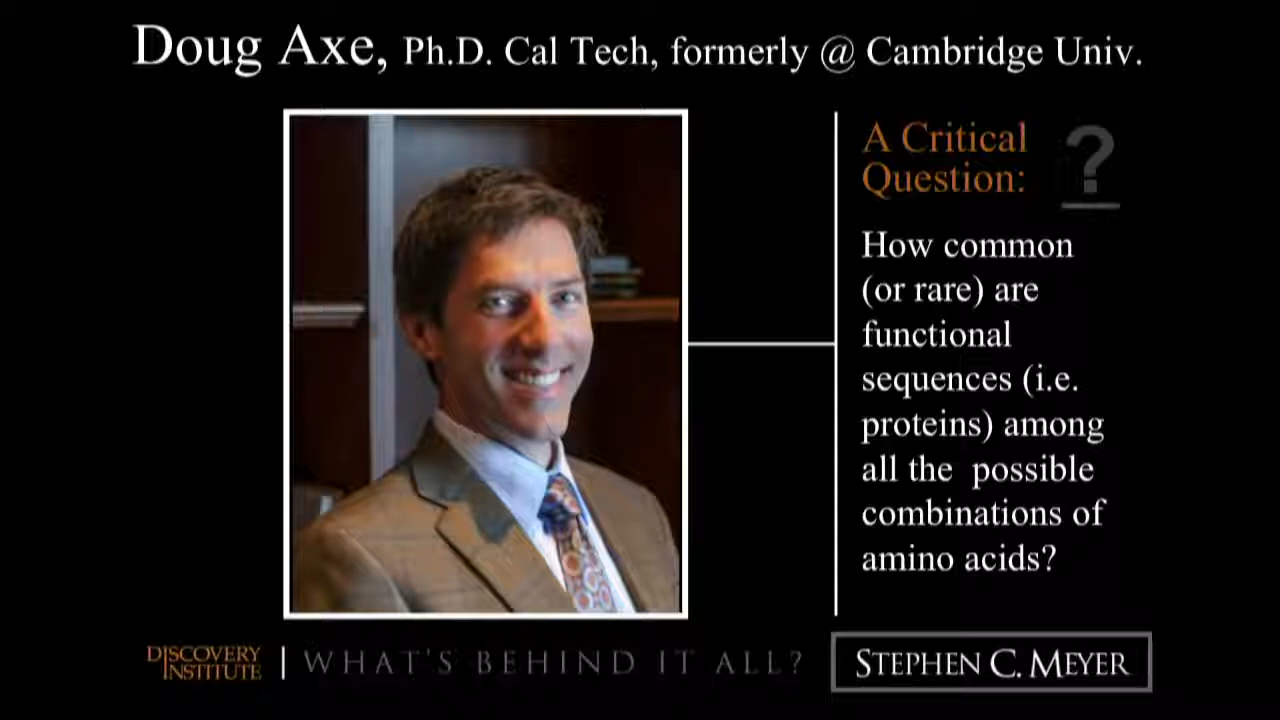 Doug Axe, Ph.D. Cal Tech, formerly @ Cambridge Univ.
A Critical
Question:
?
How common
(or rare) are
functional
sequences (i.e.
proteins) among
all the possible
combinations of
amino acids?
DISCOVERY
INSTITUTE
WHAT'S BEHIND IT ALL?
STEPHEN C. MEYER